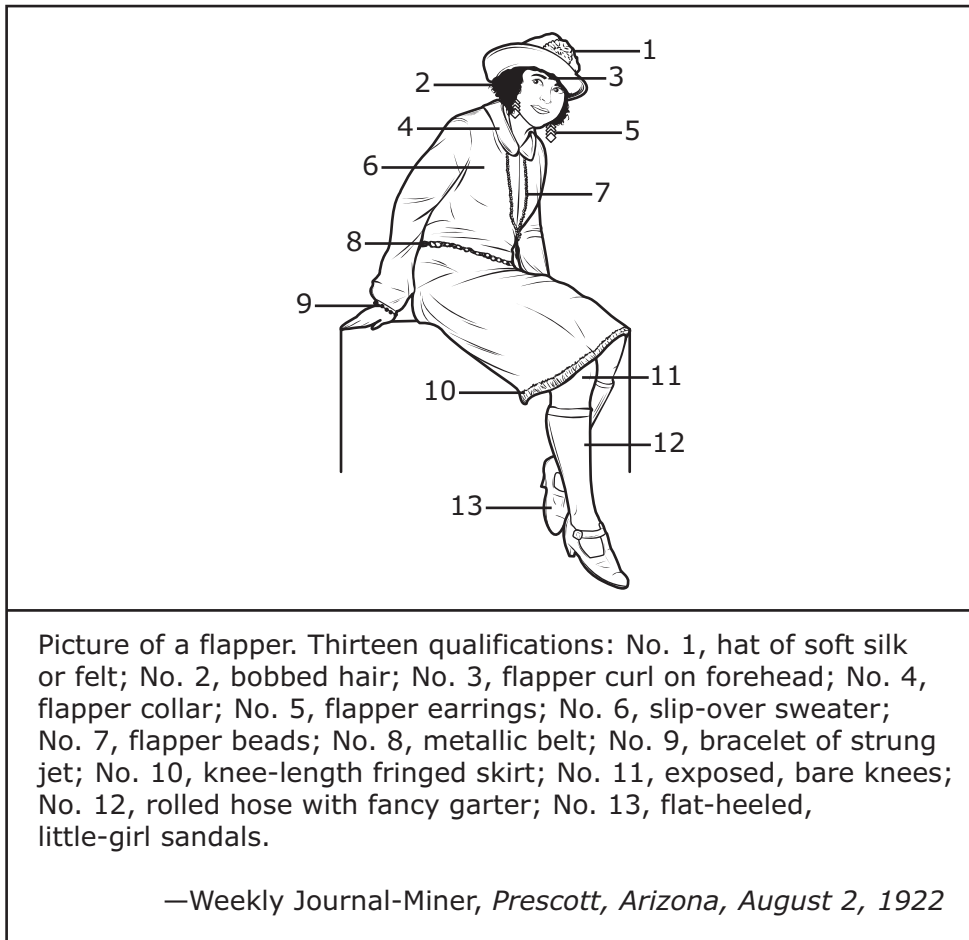 1
2
3
4
5
6
7
8
9
10
11
12
13
Picture of a flapper. Thirteen qualifications: No. 1, hat of soft silk
or felt; No. 2, bobbed hair; No. 3, flapper curl on forehead; No. 4,
flapper collar; No. 5, flapper earrings; No. 6, slip-over sweater;
No. 7, flapper beads; No. 8, metallic belt; No. 9, bracelet of strung
jet; No. 10, knee-length fringed skirt; No. 11, exposed, bare knees;
No. 12, rolled hose with fancy garter; No. 13, flat-heeled,
little-girl sandals.
—Weekly Journal-Miner, Prescott, Arizona, August 2, 1922